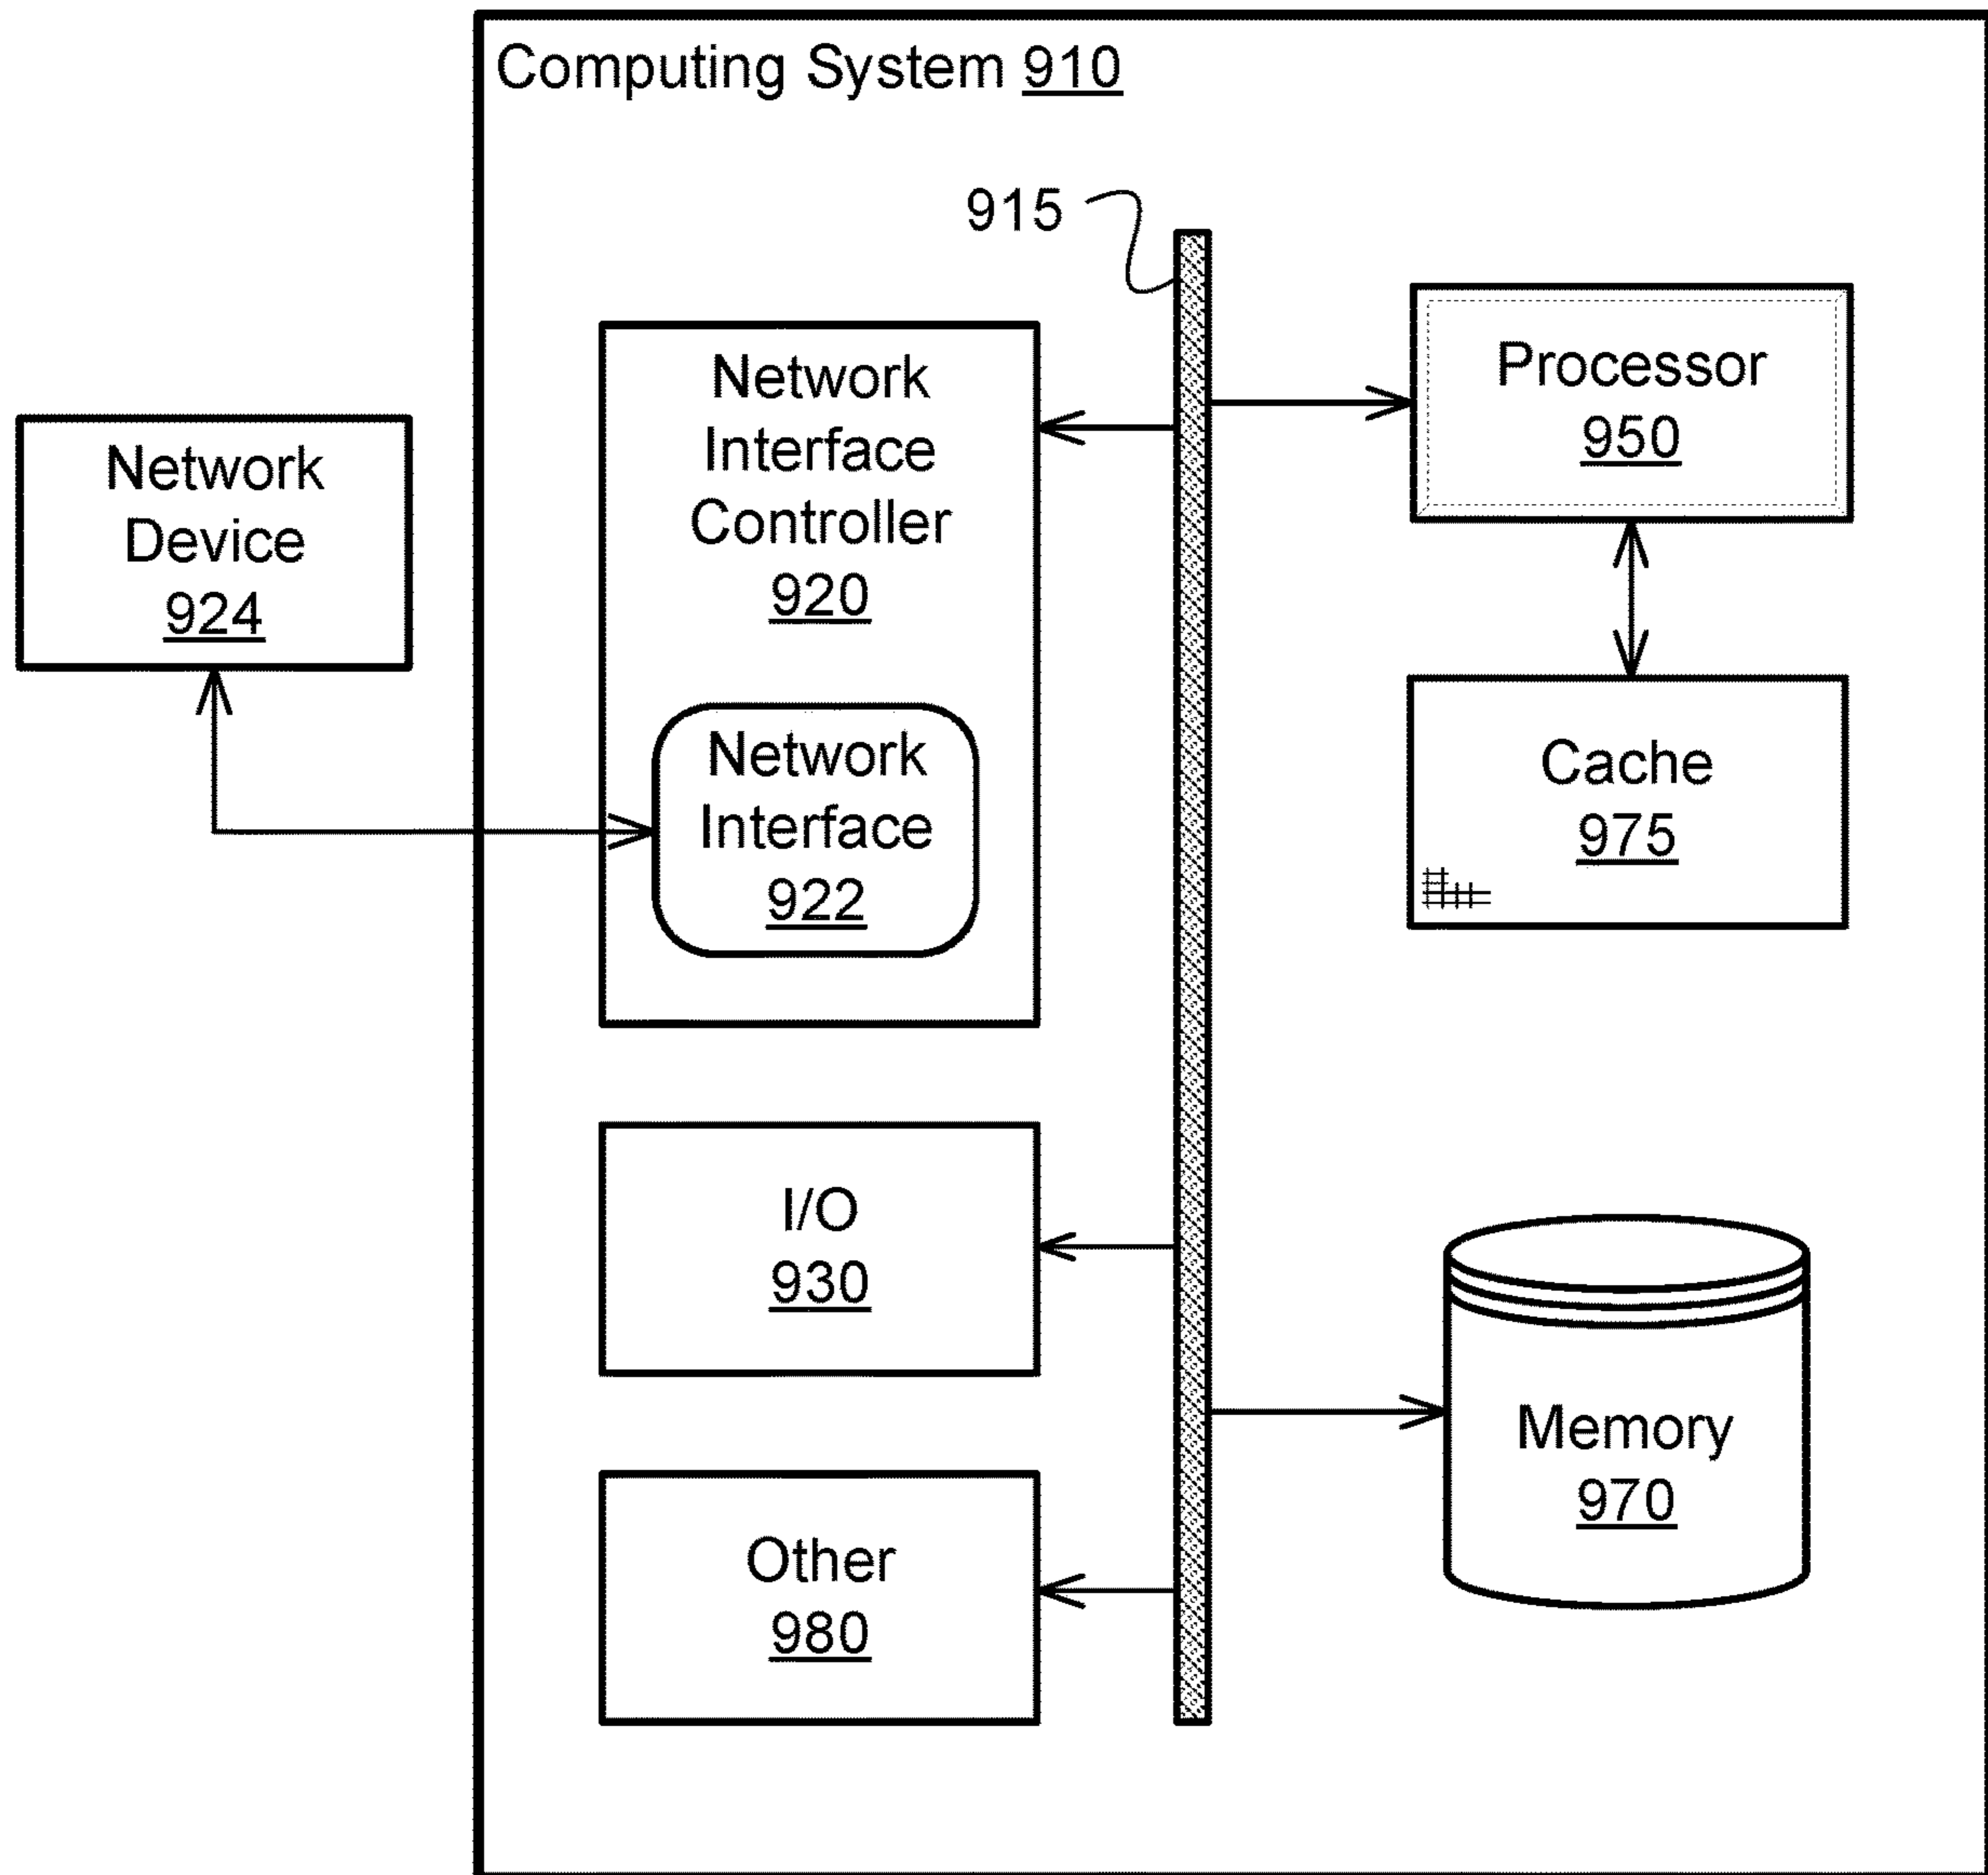 Computing System 910
915
Network
Interface
Controller
920
Processor
950
Network
Device
924
Network
Interface
922
Cache
975
I/O
930
Memory
970
Other
980